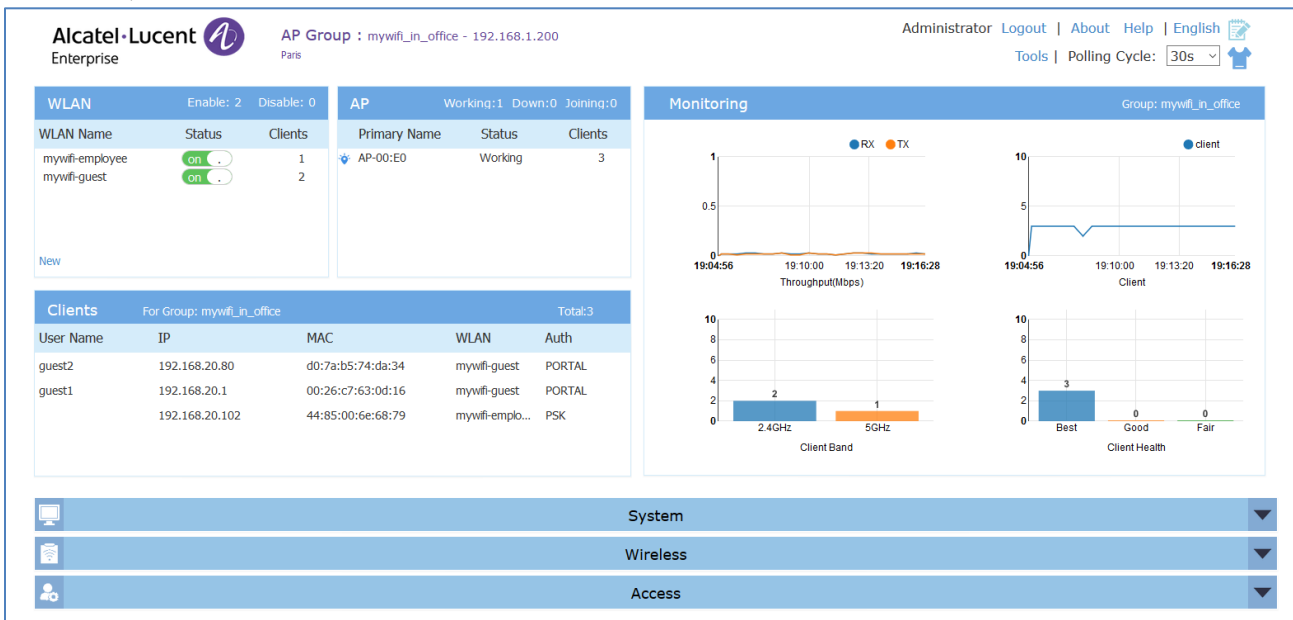 Alcatel·Lucent
Enterprise
AP Group : mywifi_in_office - 192.168.1.200
Paris
Administrator Logout | About Help | English
Tools | Polling Cycle: 30s
WLAN Enable: 2 Disable: 0
WLAN Name Status Clients
mywifi-employee on . 1
mywifi-guest on . 2
New
AP Working:1 Down:0 Joining:0
Primary Name Status Clients
AP-00:E0 Working 3
Clients For Group: mywifi_in_office Total:3
User Name IP MAC WLAN Auth
guest2 192.168.20.80 d0:7a:b5:74:da:34 mywifi-guest PORTAL
guest1 192.168.20.1 00:26:c7:63:0d:16 mywifi-guest PORTAL
192.168.20.102 44:85:00:6e:68:79 mywifi-emplo... PSK
Monitoring Group: mywifi_in_office
RX TX
1
0.5
0
19:04:56 19:10:00 19:13:20 19:16:28
Throughput(Mbps)
client
10
5
0
19:04:56 19:10:00 19:13:20 19:16:28
Client
10
8
6
4
2
0
2
1
2.4GHz 5GHz
Client Band
10
8
6
4
2
0
3
0
0
Best Good Fair
Client Health
System
Wireless
Access